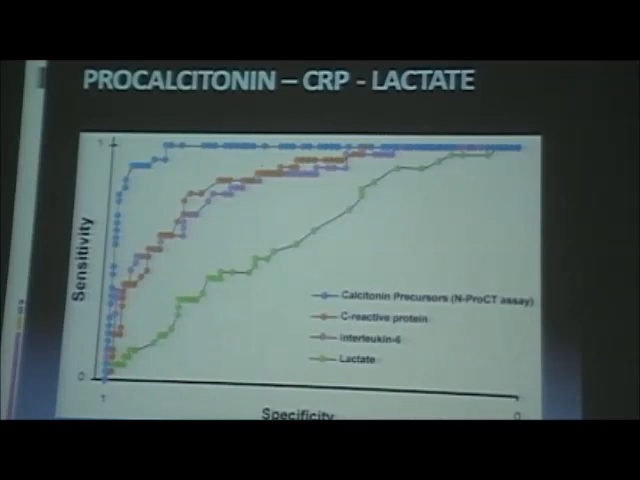 PROCALCITONIN – CRP - LACTATE
1
Sensitivity
Calcitonin Precursors (N-ProCT assay)
C-reactive protein
Interleukin-6
Lactate
0
1
Specificity
0